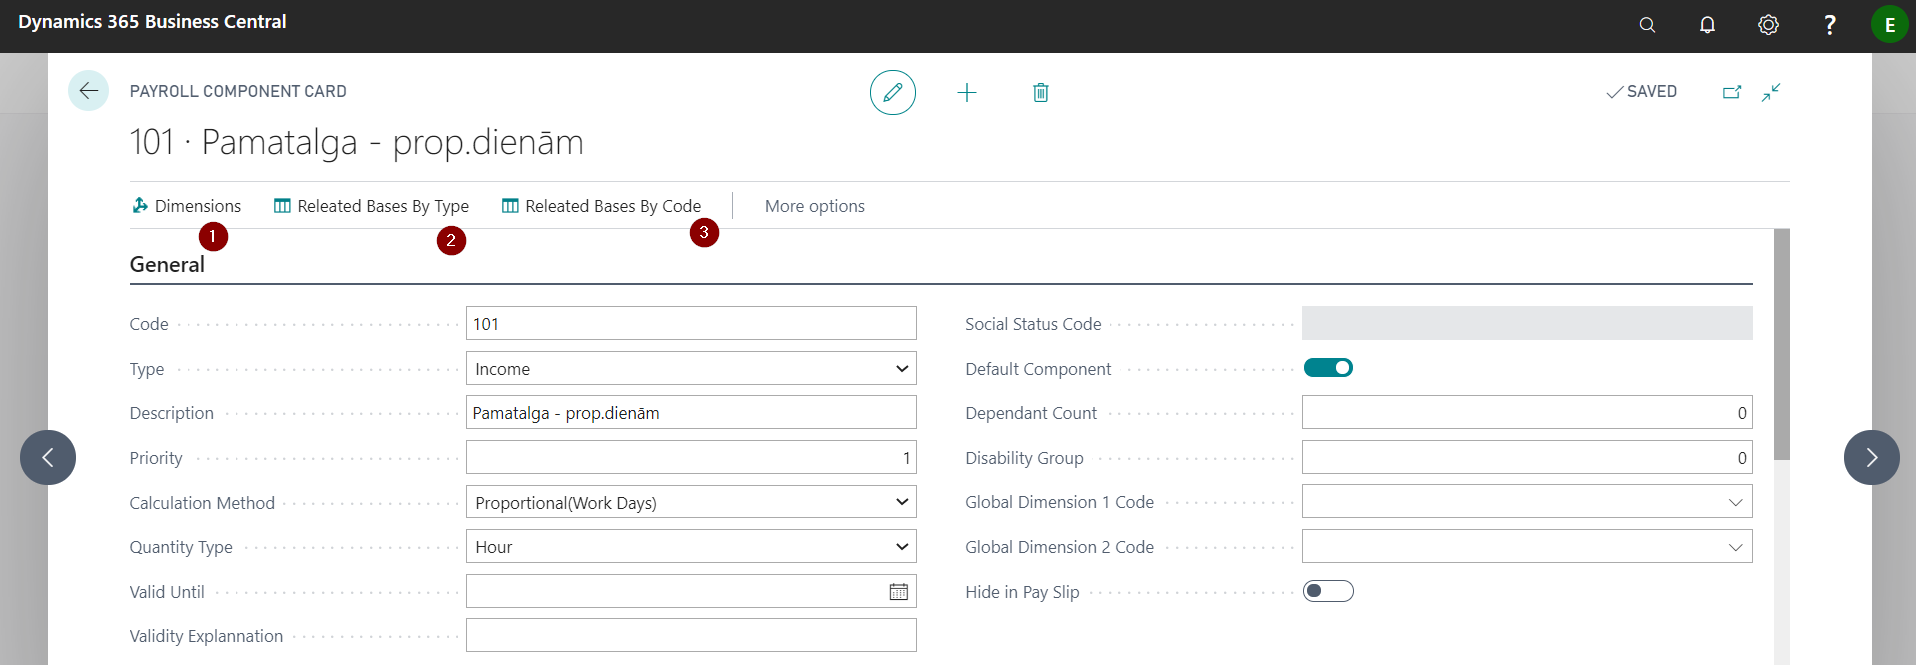 Dynamics 365 Business Central
?
E
PAYROLL COMPONENT CARD
SAVED
101 · Pamatalga - prop.dienām
Dimensions
Releated Bases By Type
Releated Bases By Code
More options
1
2
3
General
Code
101
Type
Income
Description
Pamatalga - prop.dienām
Priority
1
Calculation Method
Proportional(Work Days)
Quantity Type
Hour
Valid Until
Validity Explannation
Social Status Code
Default Component
Dependant Count
0
Disability Group
0
Global Dimension 1 Code
Global Dimension 2 Code
Hide in Pay Slip